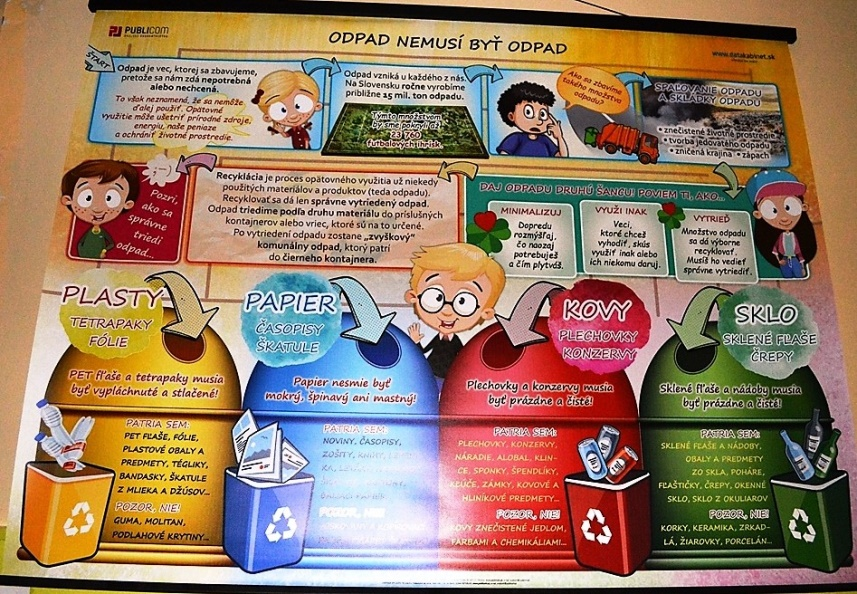 PUBLICOM
ODPAD NEMUSÍ BYŤ ODPAD
www.datakabinet.sk
ŠTART
Odpad je vec, ktorej sa zbavujeme,
pretože sa nám zdá nepotrebná
alebo nechcená.
To však neznamená, že sa nemôže
ďalej použiť. Opätovné
využitie môže ušetriť prírodné zdroje,
energiu, naše peniaze
a ochrániť životné prostredie.
Odpad vzniká u každého z nás.
Na Slovensku ročne vyrobíme
približne 15 mil. ton odpadu.
Týmto množstvom
by sme pokryli až
23 760
futbalových ihrísk.
Ako sa zbavíme
takého množstva
odpadu?
SPAĽOVANIE ODPADU
A SKLÁDKY ODPADU
• znečistené životné prostredie
• tvorba jedovatého odpadu
• zničená krajina • zápach
Pozri,
ako sa
správne
triedi
odpad...
Recyklácia je proces opätovného využitia už niekedy
použitých materiálov a produktov (teda odpadu).
Recyklovať sa dá len správne vytriedený odpad.
Odpad triedime podľa druhu materiálu do príslušných
kontajnerov alebo vriec, ktoré sú na to určené.
Po vytriedení odpadu zostane „zvyškový“
komunálny odpad, ktorý patrí
do čierneho kontajnera.
DAJ ODPADU DRUHÚ ŠANCU! POVIEM TI, AKO...
MINIMALIZUJ
Dopredu
rozmýšľaj,
čo naozaj
potrebuješ
a čím plytváš.
VYUŽI INAK
Veci,
ktoré chceš
vyhodiť, skús
využiť inak alebo
ich niekomu daruj.
VYTRIEĎ
Množstvo odpadu
sa dá výborne
recyklovať.
Musíš ho vedieť
správne vytriediť.
PLASTY
TETRAPAKY
FÓLIE
PET fľaše a tetrapaky musia
byť vypláchnuté a stlačené!
PATRIA SEM:
PET FĽAŠE, FÓLIE,
PLASTOVÉ OBALY A
PREDMETY, TÉGLIKY,
BANDASKY, ŠKATULE
Z MLIEKA A DŽÚSOV...
POZOR, NIE!
GUMA, MOLITAN,
PODLAHOVÉ KRYTINY...
PAPIER
ČASOPISY
ŠKATULE
Papier nesmie byť
mokrý, špinavý ani mastný!
PATRIA SEM:
NOVINY, ČASOPISY,
ZOŠITY, KNIHY,
POZOR, NIE!
KOVY
PLECHOVKY
KONZERVY
Plechovky a konzervy musia
byť prázdne a čisté!
PATRIA SEM:
PLECHOVKY, KONZERVY,
NÁRADIE, ALOBAL, KLIN-
CE, SPONKY, ŠPENDLÍKY,
KĽÚČE, ZÁMKY, KOVOVÉ A
HLINÍKOVÉ PREDMETY...
POZOR, NIE!
KOVY ZNEČISTENÉ JEDLOM,
FARBAMI A CHEMIKÁLIAMI...
SKLO
SKLENÉ FĽAŠE
ČREPY
Sklené fľaše a nádoby musia
byť prázdne a čisté!
PATRIA SEM:
SKLENÉ FĽAŠE A NÁDOBY,
OBALY A PREDMETY
ZO SKLA, POHÁRE,
FĽAŠTIČKY, ČREPY, OKENNÉ
SKLO, SKLO Z OKULIAROV
POZOR, NIE!
KORKY, KERAMIKA, ZRKAD-
LÁ, ŽIAROVKY, PORCELÁN...